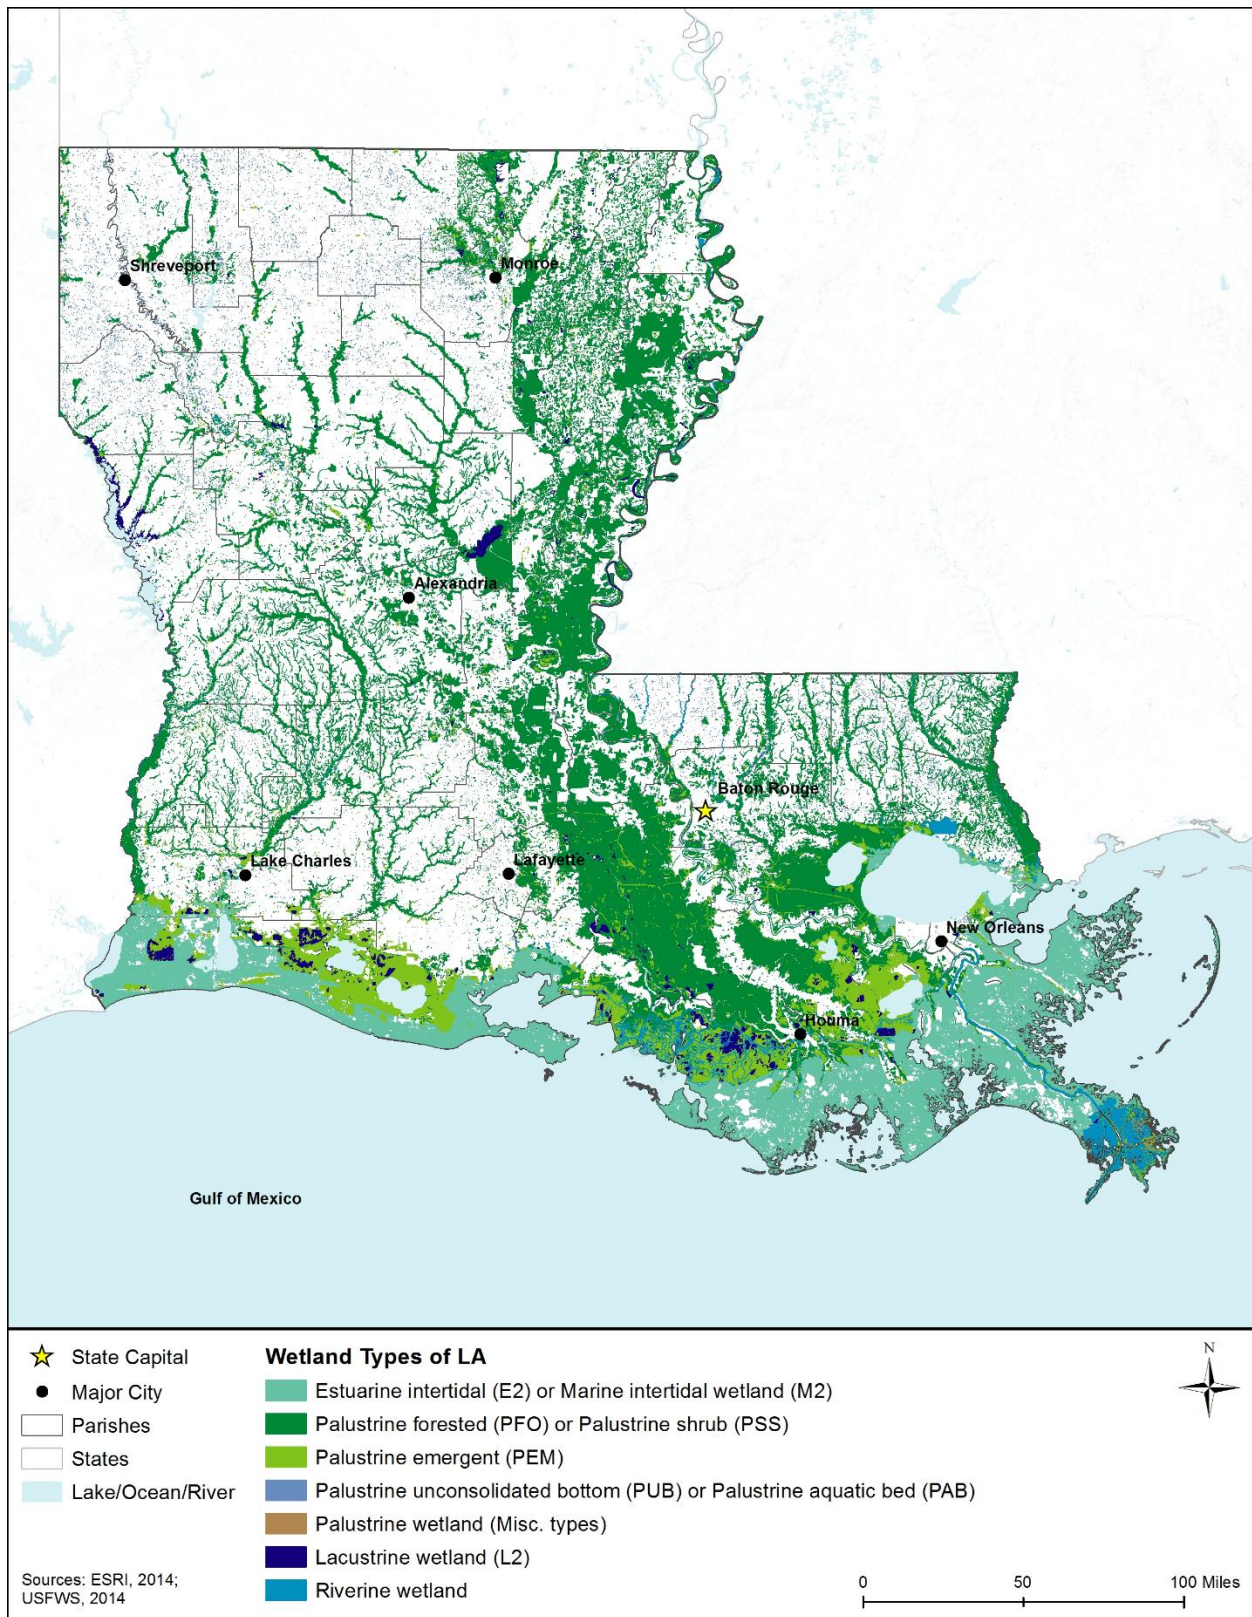 Shreveport
Monroe
Alexandria
Baton Rouge
Lake Charles
Lafayette
New Orleans
Houma
Gulf of Mexico
State Capital
Major City
Parishes
States
Lake/Ocean/River
Sources: ESRI, 2014;
USFWS, 2014
Wetland Types of LA
Estuarine intertidal (E2) or Marine intertidal wetland (M2)
Palustrine forested (PFO) or Palustrine shrub (PSS)
Palustrine emergent (PEM)
Palustrine unconsolidated bottom (PUB) or Palustrine aquatic bed (PAB)
Palustrine wetland (Misc. types)
Lacustrine wetland (L2)
Riverine wetland
N
0 50 100 Miles